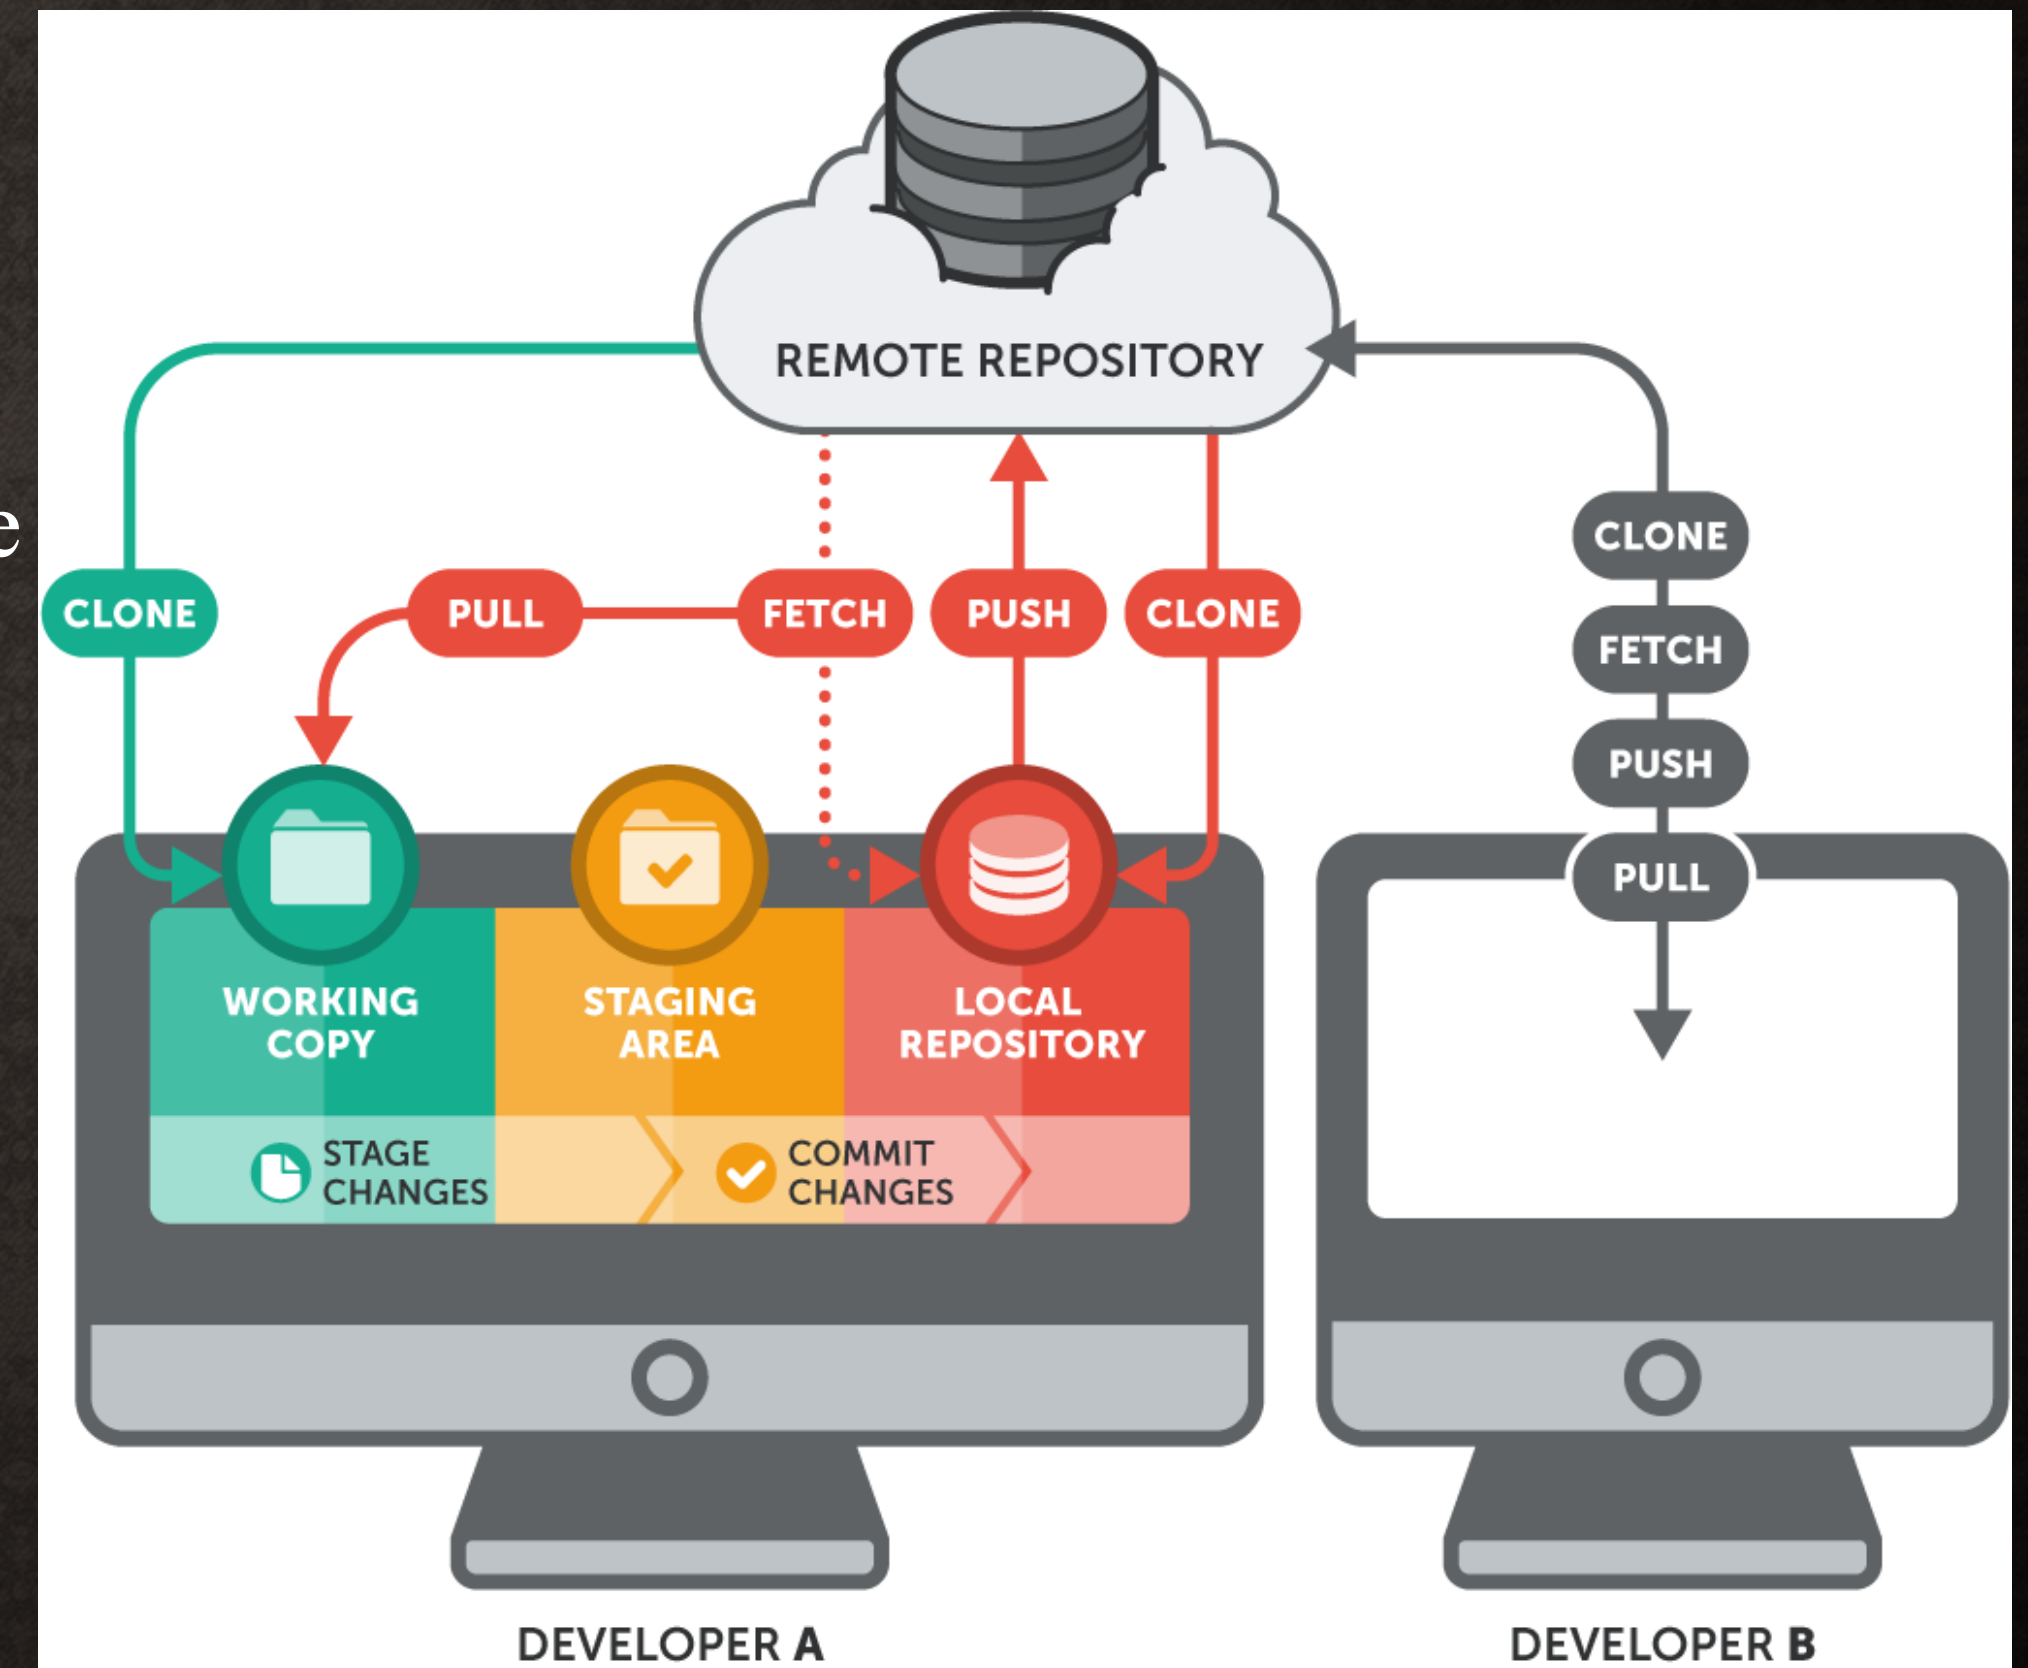 REMOTE REPOSITORY
e
CLONE
PULL
FETCH
PUSH
CLONE
CLONE
FETCH
PUSH
PULL
WORKING
COPY
STAGING
AREA
LOCAL
REPOSITORY
STAGE
CHANGES
COMMIT
CHANGES
DEVELOPER A
DEVELOPER B